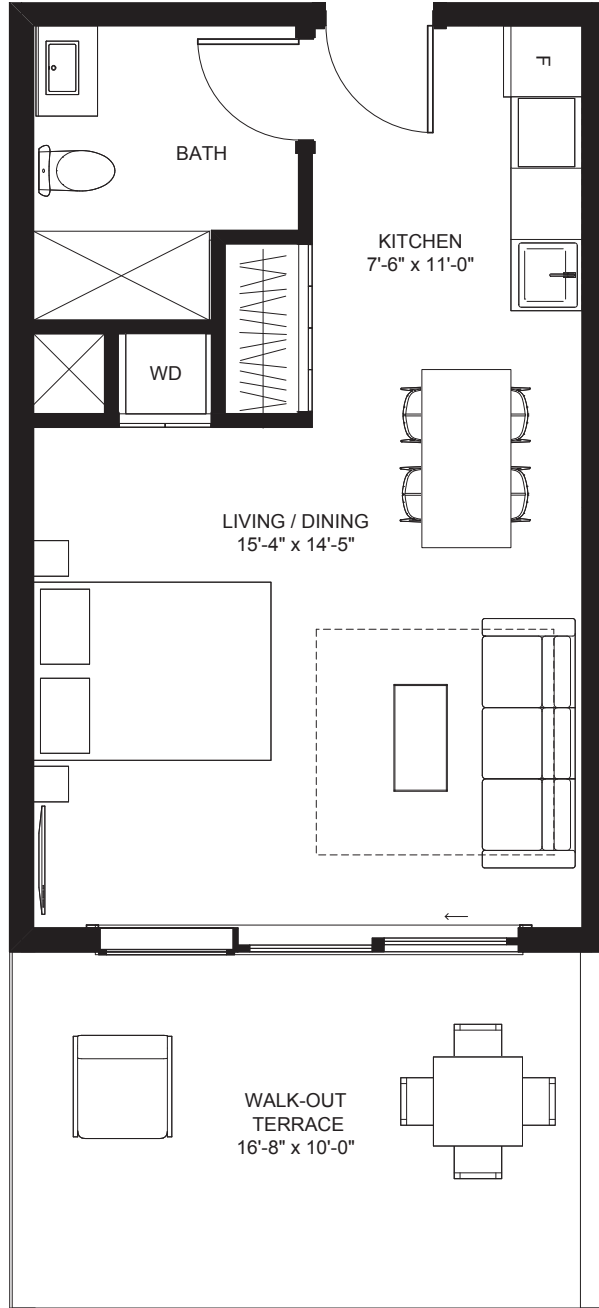 F
BATH
KITCHEN
7'-6" x 11'-0"
WD
LIVING / DINING
15'-4" x 14'-5"
WALK-OUT
TERRACE
16'-8" x 10'-0"